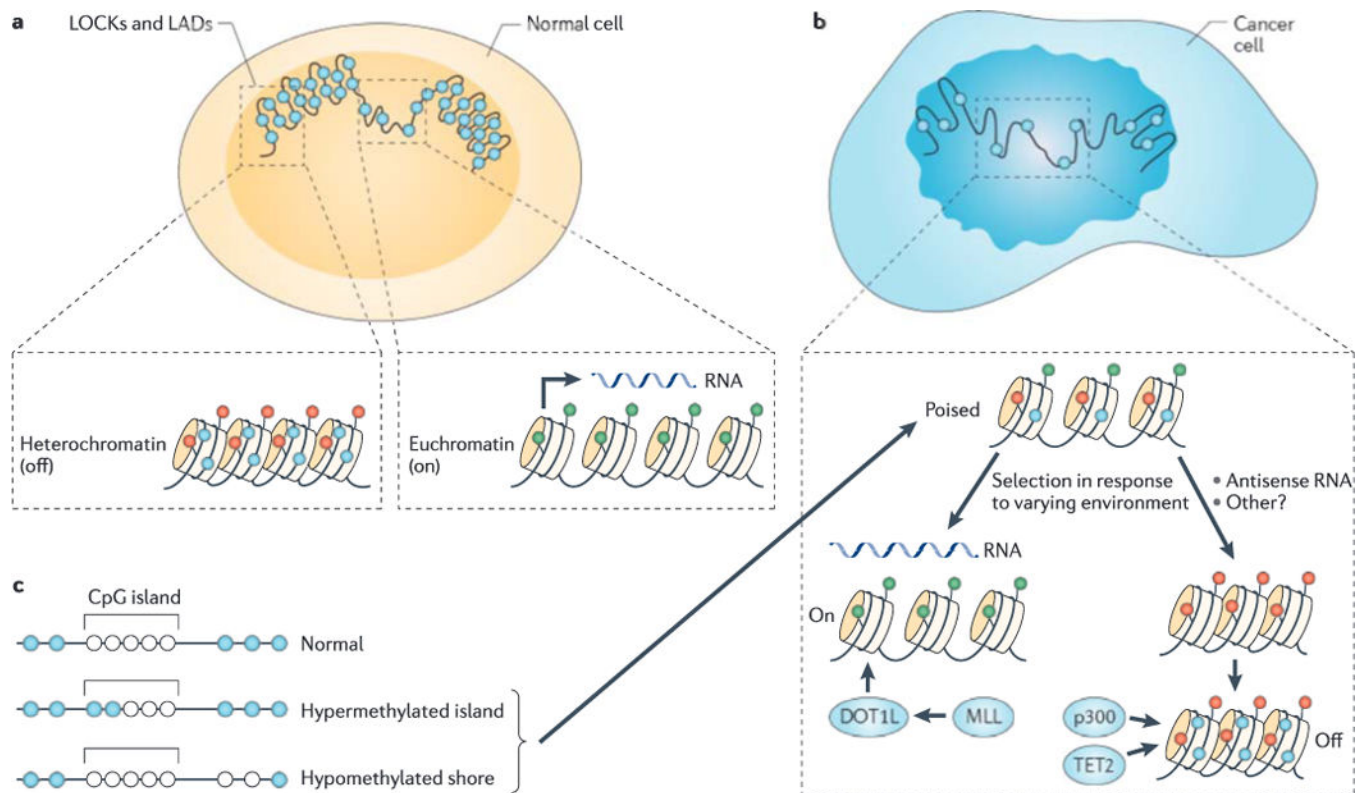 a
LOCKs and LADs
Normal cell
b
Cancer
cell
Heterochromatin
(off)
Euchromatin
(on)
RNA
Poised
Selection in response
to varying environment
• Antisense RNA
• Other?
RNA
On
DOT1L
MLL
p300
TET2
Off
c
CpG island
Normal
Hypermethylated island
Hypomethylated shore